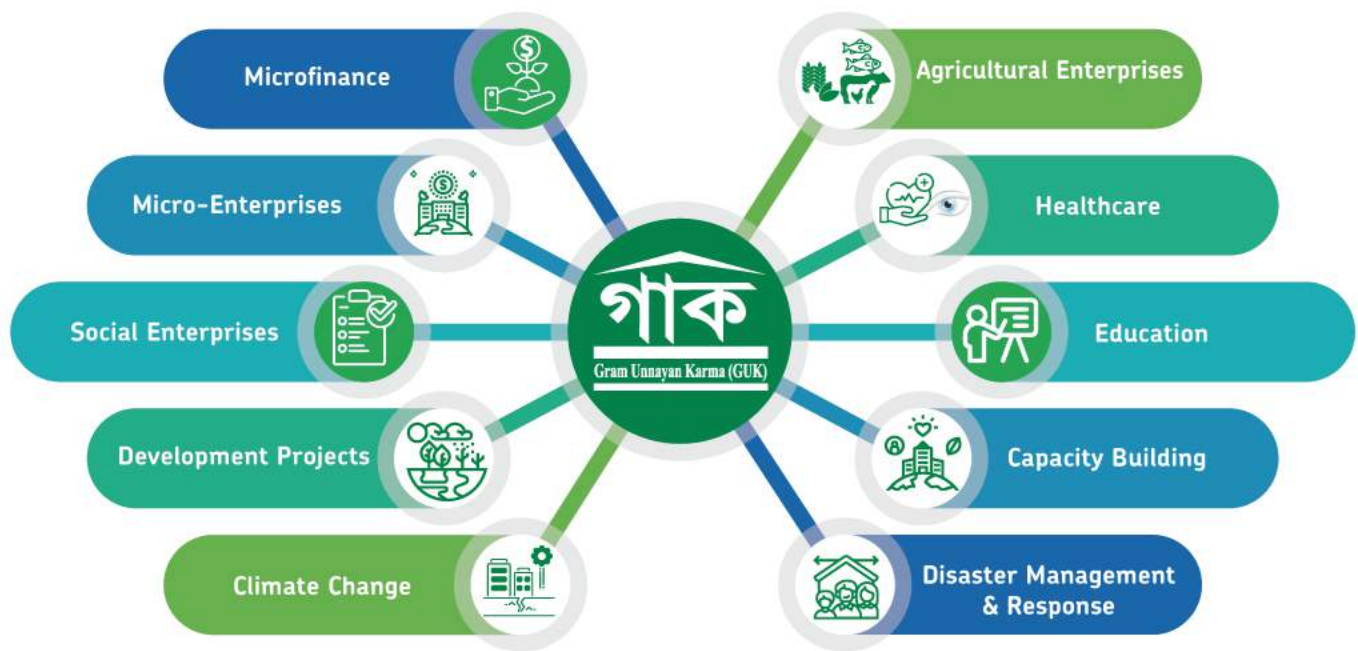 Microfinance
Micro-Enterprises
Social Enterprises
Development Projects
Climate Change
গাক
Gram Unnayan Karma (GUK)
Agricultural Enterprises
Healthcare
Education
Capacity Building
Disaster Management
& Response